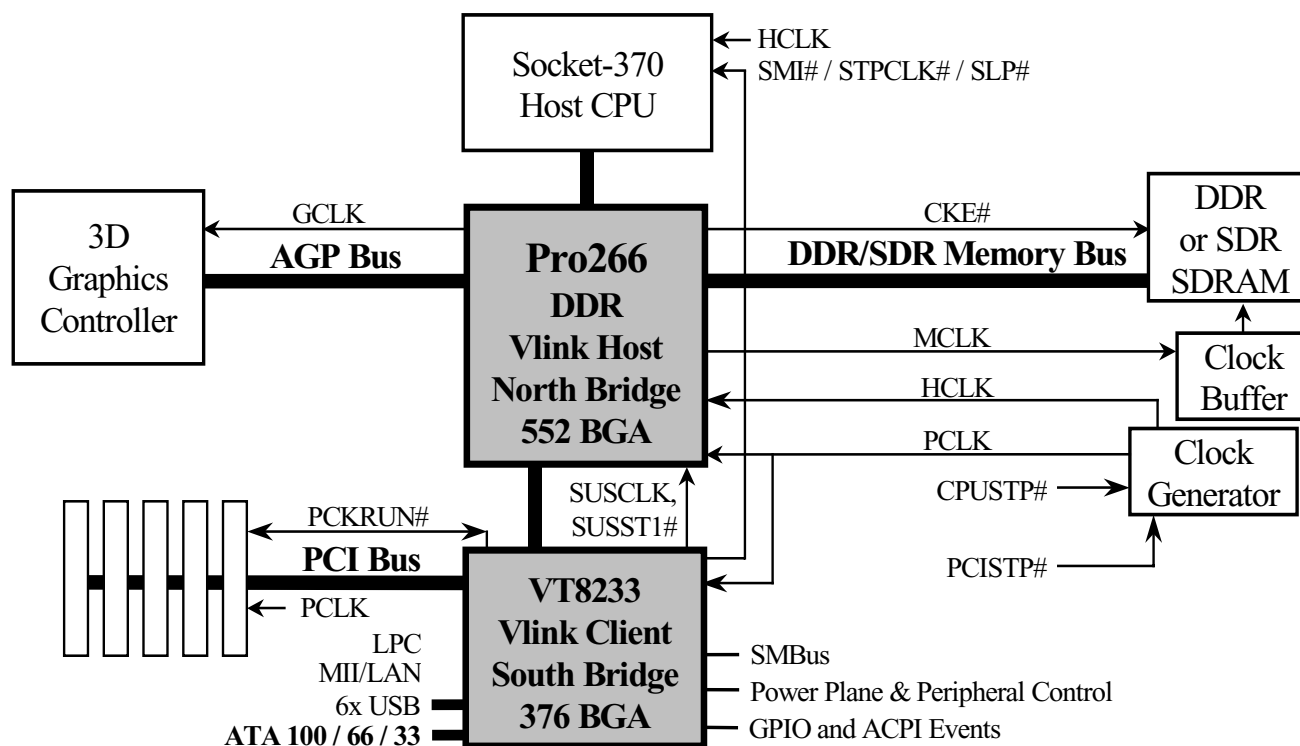 HCLK
SMI# / STPCLK# / SLP#
Socket-370
Host CPU
GCLK
AGP Bus
3D
Graphics
Controller
CKE#
DDR/SDR Memory Bus
DDR
or SDR
SDRAM
Pro266
DDR
Vlink Host
North Bridge
552 BGA
MCLK
Clock
Buffer
HCLK
PCLK
Clock
Generator
CPUSTP#
PCISTP#
SUSCLK,
SUSST1#
PCKRUN#
PCI Bus
PCLK
VT8233
Vlink Client
South Bridge
376 BGA
LPC
MII/LAN
6x USB
ATA 100 / 66 / 33
SMBus
Power Plane & Peripheral Control
GPIO and ACPI Events